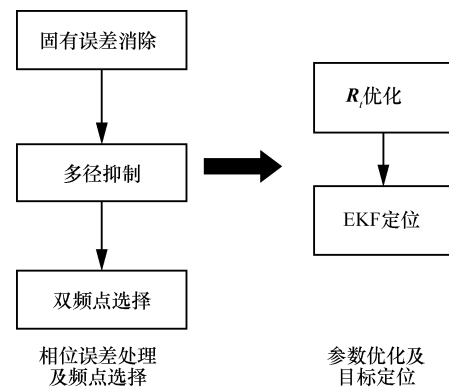 固有误差消除
多径抑制
双频点选择
相位误差处理
及频点选择
R_t优化
EKF定位
参数优化及
目标定位